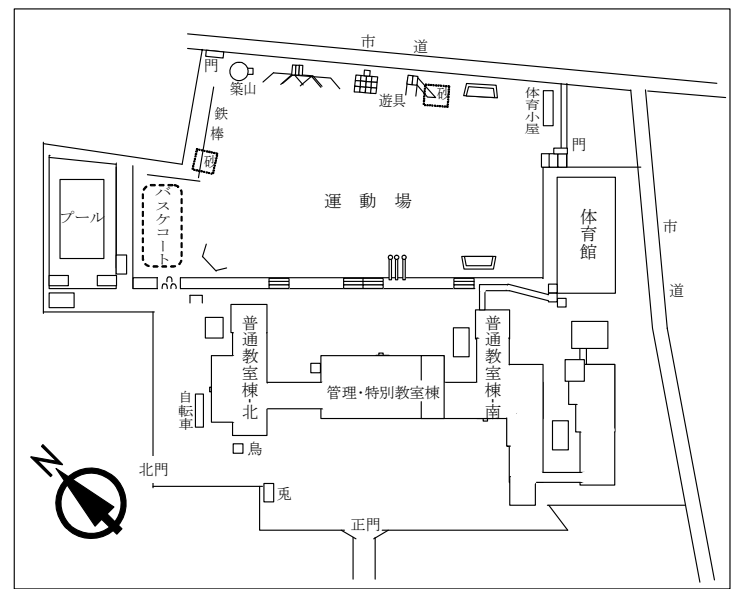 市道
門
築山
遊具
砂
体育小屋
鉄棒
砂
門
バスケコート
プール
運動場
体育館
市道
普通教室棟・北
普通教室棟・南
管理・特別教室棟
自転車
鳥
北門
兎
正門
N